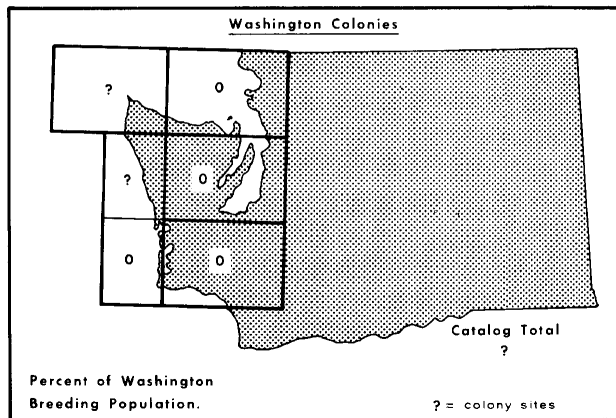 Washington Colonies
?
0
?
0
0
0
Catalog Total
?
Percent of Washington
Breeding Population.
? = colony sites